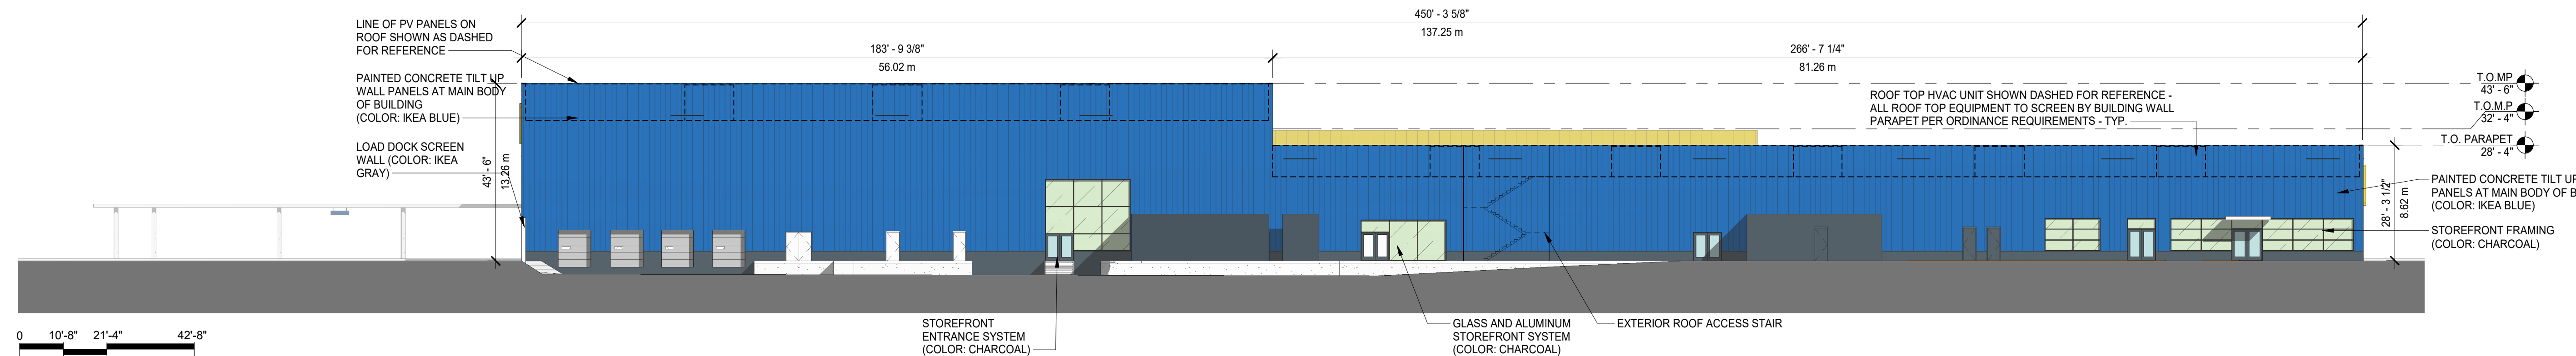 LINE OF PV PANELS ON
ROOF SHOWN AS DASHED
FOR REFERENCE
PAINTED CONCRETE TILT UP
WALL PANELS AT MAIN BODY
OF BUILDING
(COLOR: IKEA BLUE)
LOAD DOCK SCREEN
WALL (COLOR: IKEA
GRAY)
43' - 6"
13.26 m
450' - 3 5/8"
137.25 m
183' - 9 3/8"
56.02 m
266' - 7 1/4"
81.26 m
ROOF TOP HVAC UNIT SHOWN DASHED FOR REFERENCE -
ALL ROOF TOP EQUIPMENT TO SCREEN BY BUILDING WALL
PARAPET PER ORDINANCE REQUIREMENTS - TYP.
T.O.MP
43' - 6"
T.O.M.P
32' - 4"
T.O. PARAPET
28' - 4"
28' - 3 1/2"
8.62 m
PAINTED CONCRETE TILT UP
PANELS AT MAIN BODY OF B
(COLOR: IKEA BLUE)
STOREFRONT FRAMING
(COLOR: CHARCOAL)
STOREFRONT
ENTRANCE SYSTEM
(COLOR: CHARCOAL)
GLASS AND ALUMINUM
STOREFRONT SYSTEM
(COLOR: CHARCOAL)
EXTERIOR ROOF ACCESS STAIR
0 10'-8" 21'-4" 42'-8"